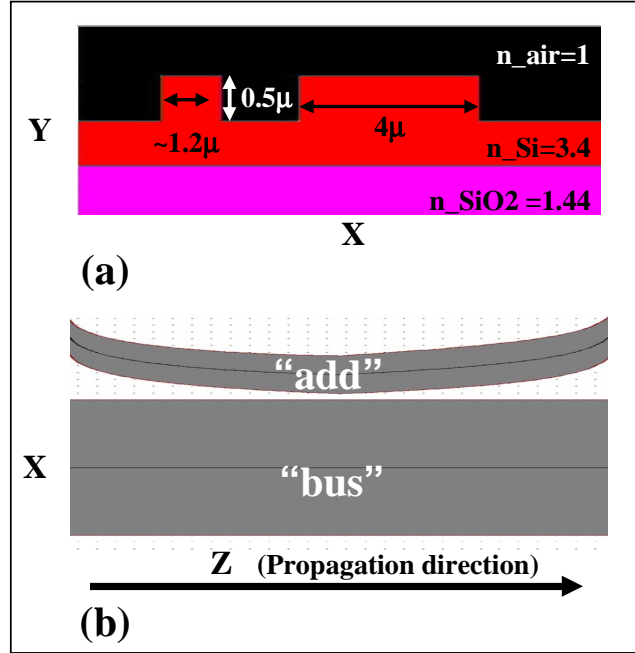 n_air=1
0.5μ
Y
~1.2μ
4μ
n_Si=3.4
n_SiO2 =1.44
X
(a)
“add”
X
“bus”
Z (Propagation direction)
(b)